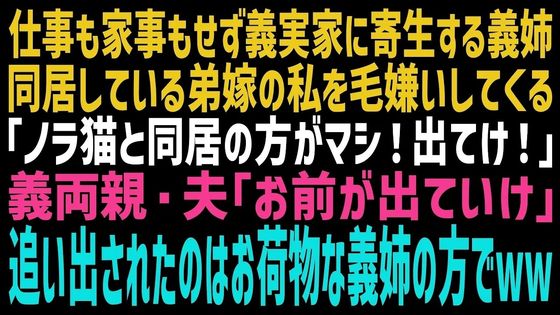 仕事も家事もせず義実家に寄生する義姉
同居している弟嫁の私を毛嫌いしてくる
「ノラ猫と同居の方がマシ！出てけ！」
義両親・夫「お前が出ていけ」
追い出されたのはお荷物な義姉の方でww